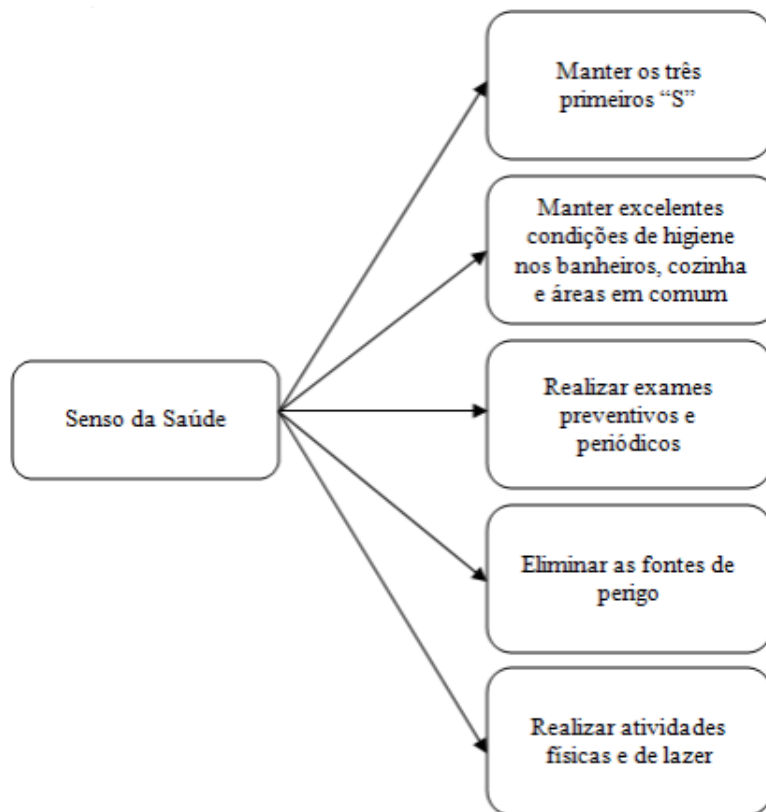 Manter os três
primeiros “S”
Manter excelentes
condições de higiene
nos banheiros, cozinha
e áreas em comum
Senso da Saúde
Realizar exames
preventivos e
periódicos
Eliminar as fontes de
perigo
Realizar atividades
físicas e de lazer